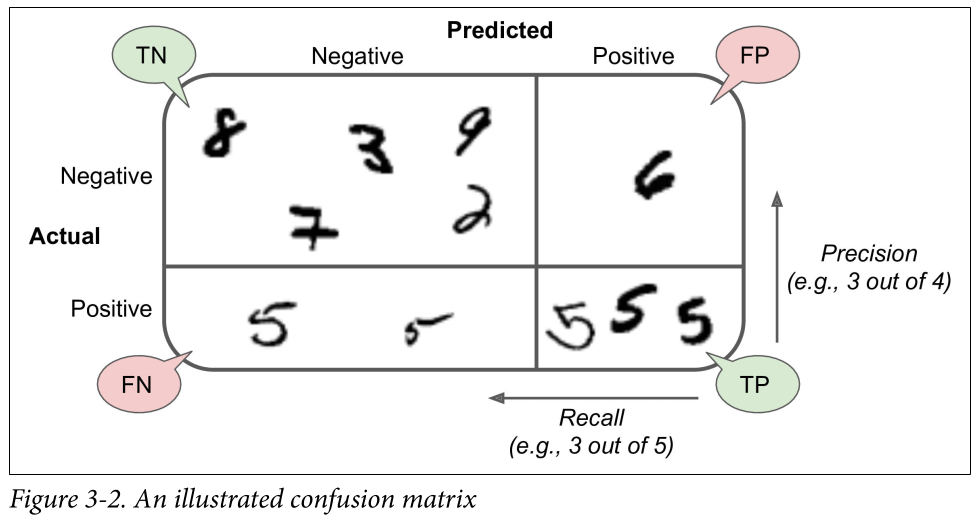 Predicted
TN Negative Positive FP
8 3 9
Negative 6
7 2
Actual
Precision
(e.g., 3 out of 4)
Positive 5 5 5 5 5
FN TP
Recall
(e.g., 3 out of 5)
Figure 3-2. An illustrated confusion matrix